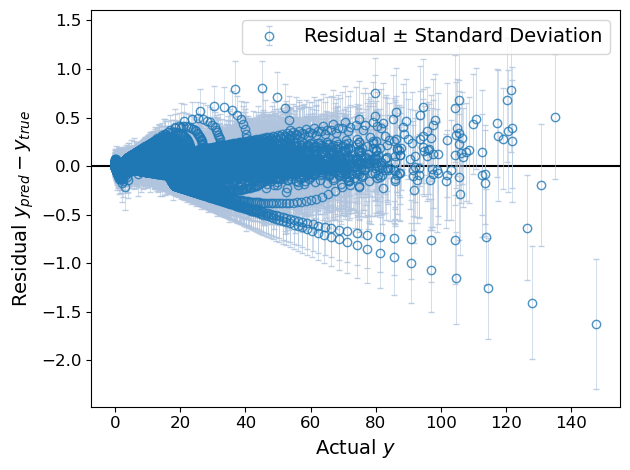 Residual ± Standard Deviation
1.5
1.0
0.5
0.0
−0.5
−1.0
−1.5
−2.0
Residual $y_{pred} - y_{true}$
0 20 40 60 80 100 120 140
Actual $y$